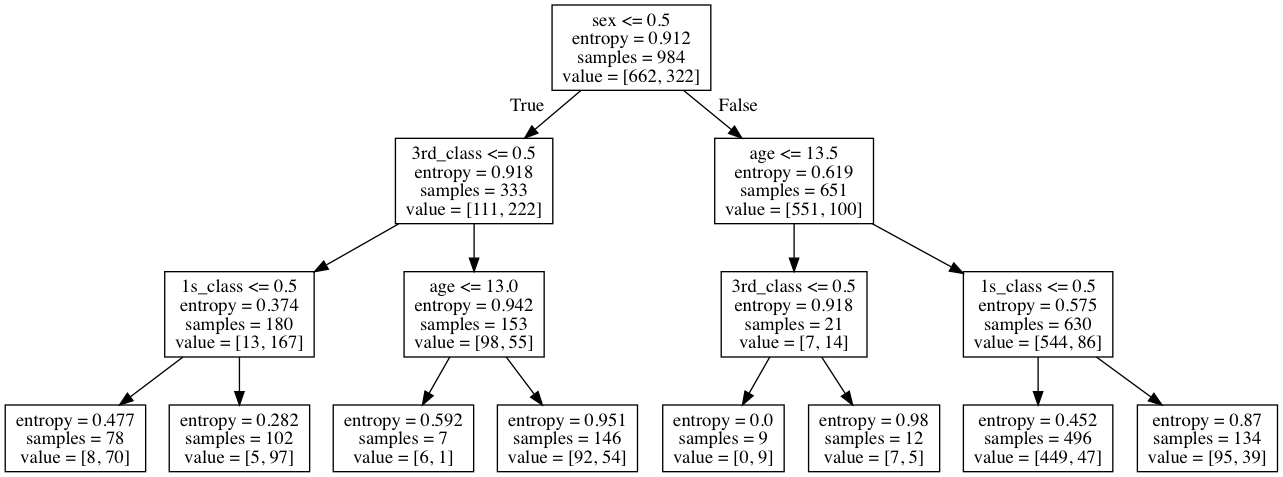 sex <= 0.5
entropy = 0.912
samples = 984
value = [662, 322]
True
False
3rd_class <= 0.5
entropy = 0.918
samples = 333
value = [111, 222]
age <= 13.5
entropy = 0.619
samples = 651
value = [551, 100]
1s_class <= 0.5
entropy = 0.374
samples = 180
value = [13, 167]
age <= 13.0
entropy = 0.942
samples = 153
value = [98, 55]
3rd_class <= 0.5
entropy = 0.918
samples = 21
value = [7, 14]
1s_class <= 0.5
entropy = 0.575
samples = 630
value = [544, 86]
entropy = 0.477
samples = 78
value = [8, 70]
entropy = 0.282
samples = 102
value = [5, 97]
entropy = 0.592
samples = 7
value = [6, 1]
entropy = 0.951
samples = 146
value = [92, 54]
entropy = 0.0
samples = 9
value = [0, 9]
entropy = 0.98
samples = 12
value = [7, 5]
entropy = 0.452
samples = 496
value = [449, 47]
entropy = 0.87
samples = 134
value = [95, 39]